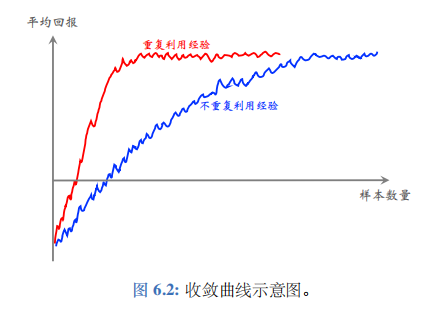 平均回报
重复利用经验
不重复利用经验
样本数量
图 6.2: 收敛曲线示意图。